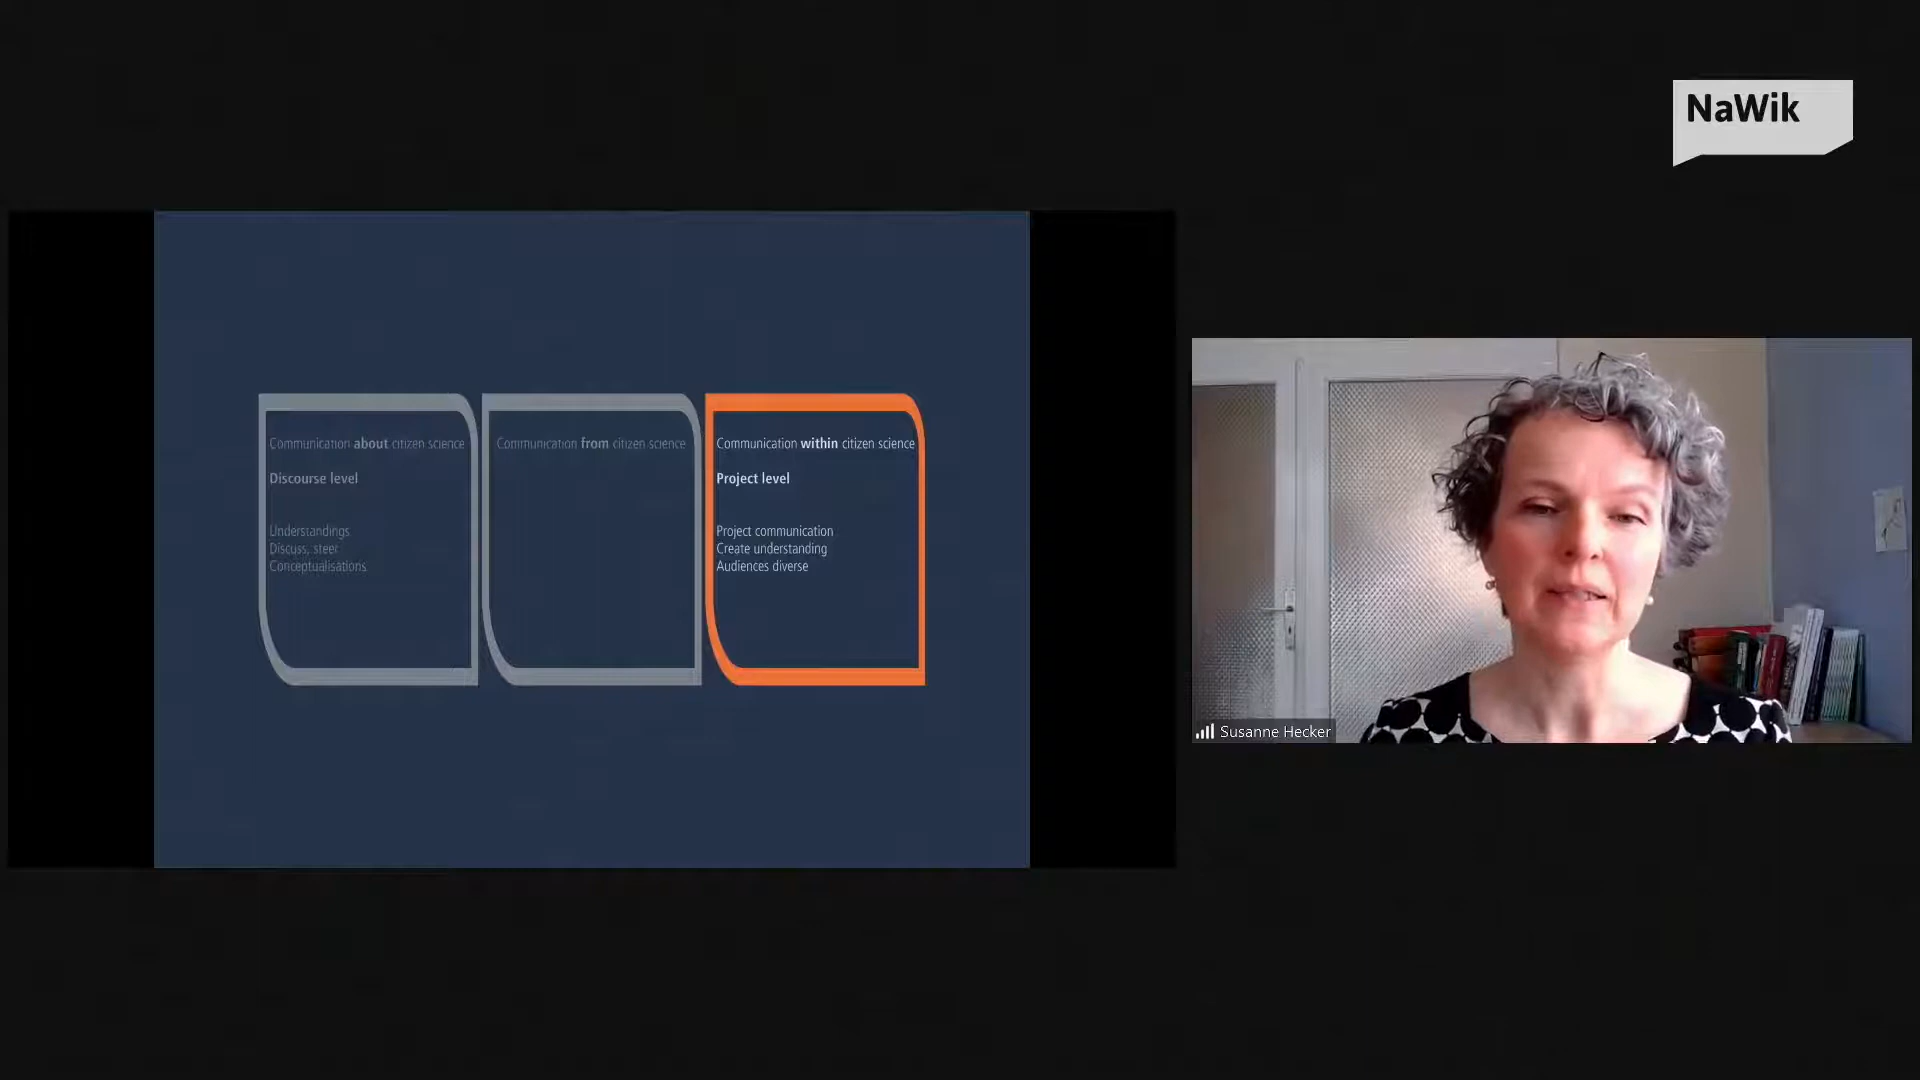 NaWik
Communication about citizen science
Discourse level
Understandings
Discuss, steer
Conceptualisations
Communication from citizen science
Communication within citizen science
Project level
Project communication
Create understanding
Audiences diverse
Susanne Hecker